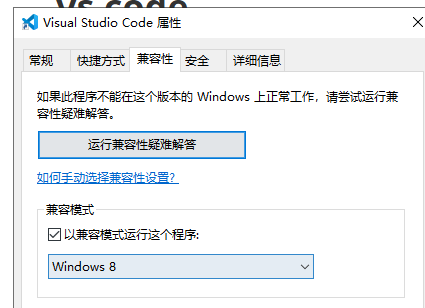 vs code
Visual Studio Code 属性
常规 快捷方式 兼容性 安全 详细信息
如果此程序不能在这个版本的 Windows 上正常工作，请尝试运行兼
容性疑难解答。
运行兼容性疑难解答
如何手动选择兼容性设置?
兼容模式
以兼容模式运行这个程序:
Windows 8